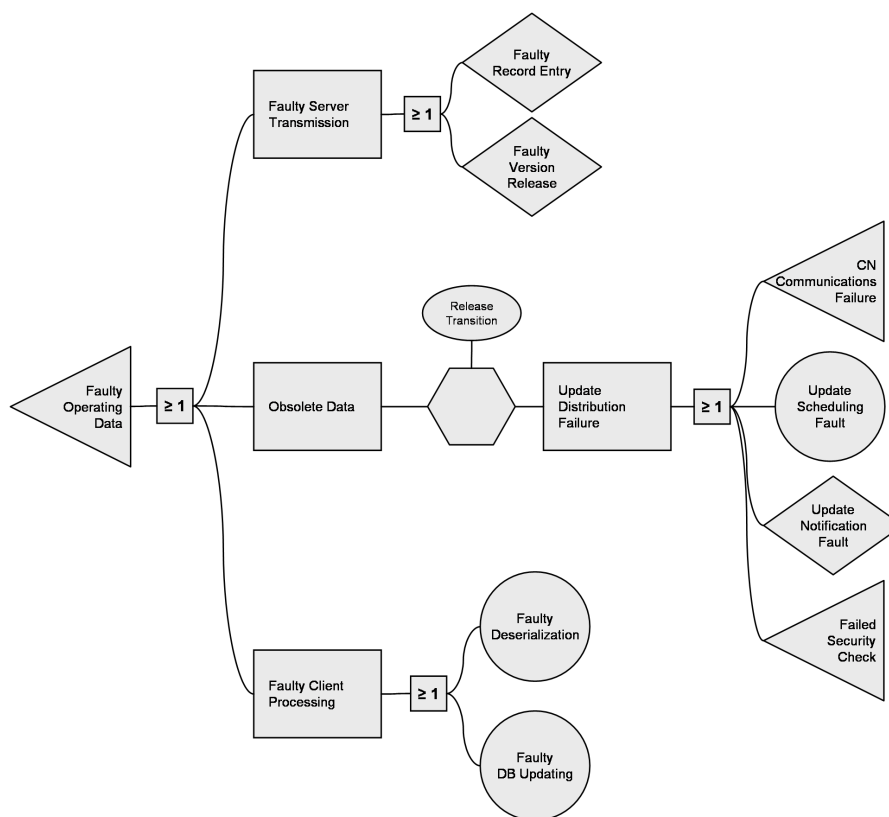 Faulty
Record Entry
Faulty Server
Transmission
≥ 1
Faulty
Version
Release
CN
Communications
Failure
Release
Transition
Faulty
Operating
Data
≥ 1
Obsolete Data
Update
Distribution
Failure
≥ 1
Update
Scheduling
Fault
Update
Notification
Fault
Faulty
Deserialization
Failed
Security
Check
Faulty Client
Processing
≥ 1
Faulty
DB Updating